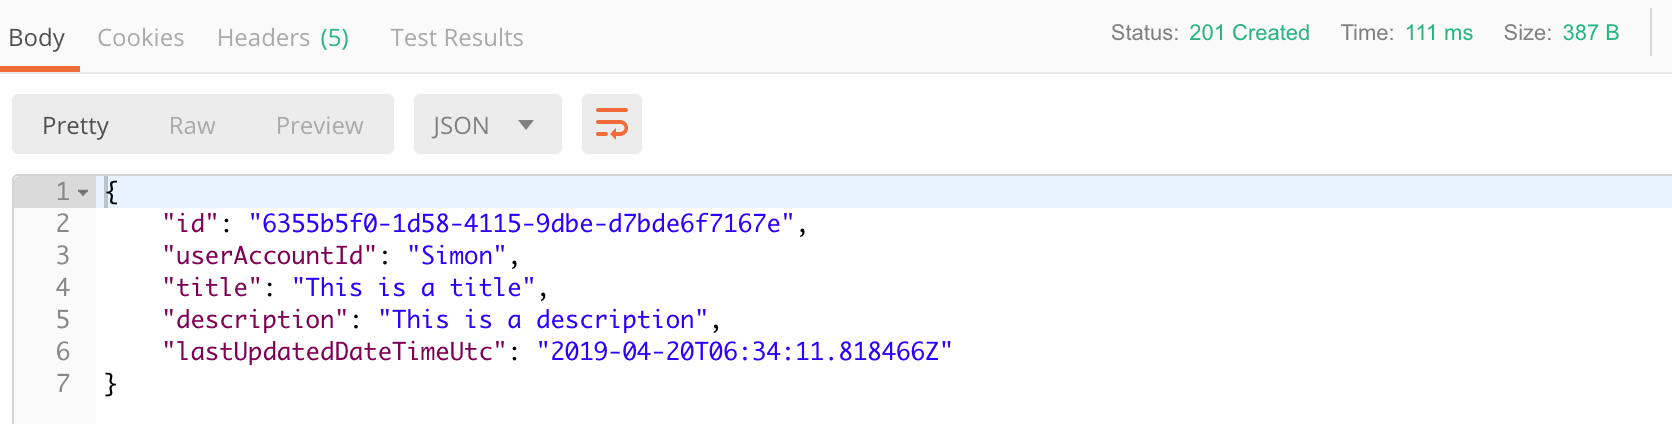 Body Cookies Headers (5) Test Results Status: 201 Created Time: 111 ms Size: 387 B
Pretty Raw Preview JSON
1 {
2 "id": "6355b5f0-1d58-4115-9dbe-d7bde6f7167e",
3 "userAccountId": "Simon",
4 "title": "This is a title",
5 "description": "This is a description",
6 "lastUpdatedDateTimeUtc": "2019-04-20T06:34:11.818466Z"
7 }